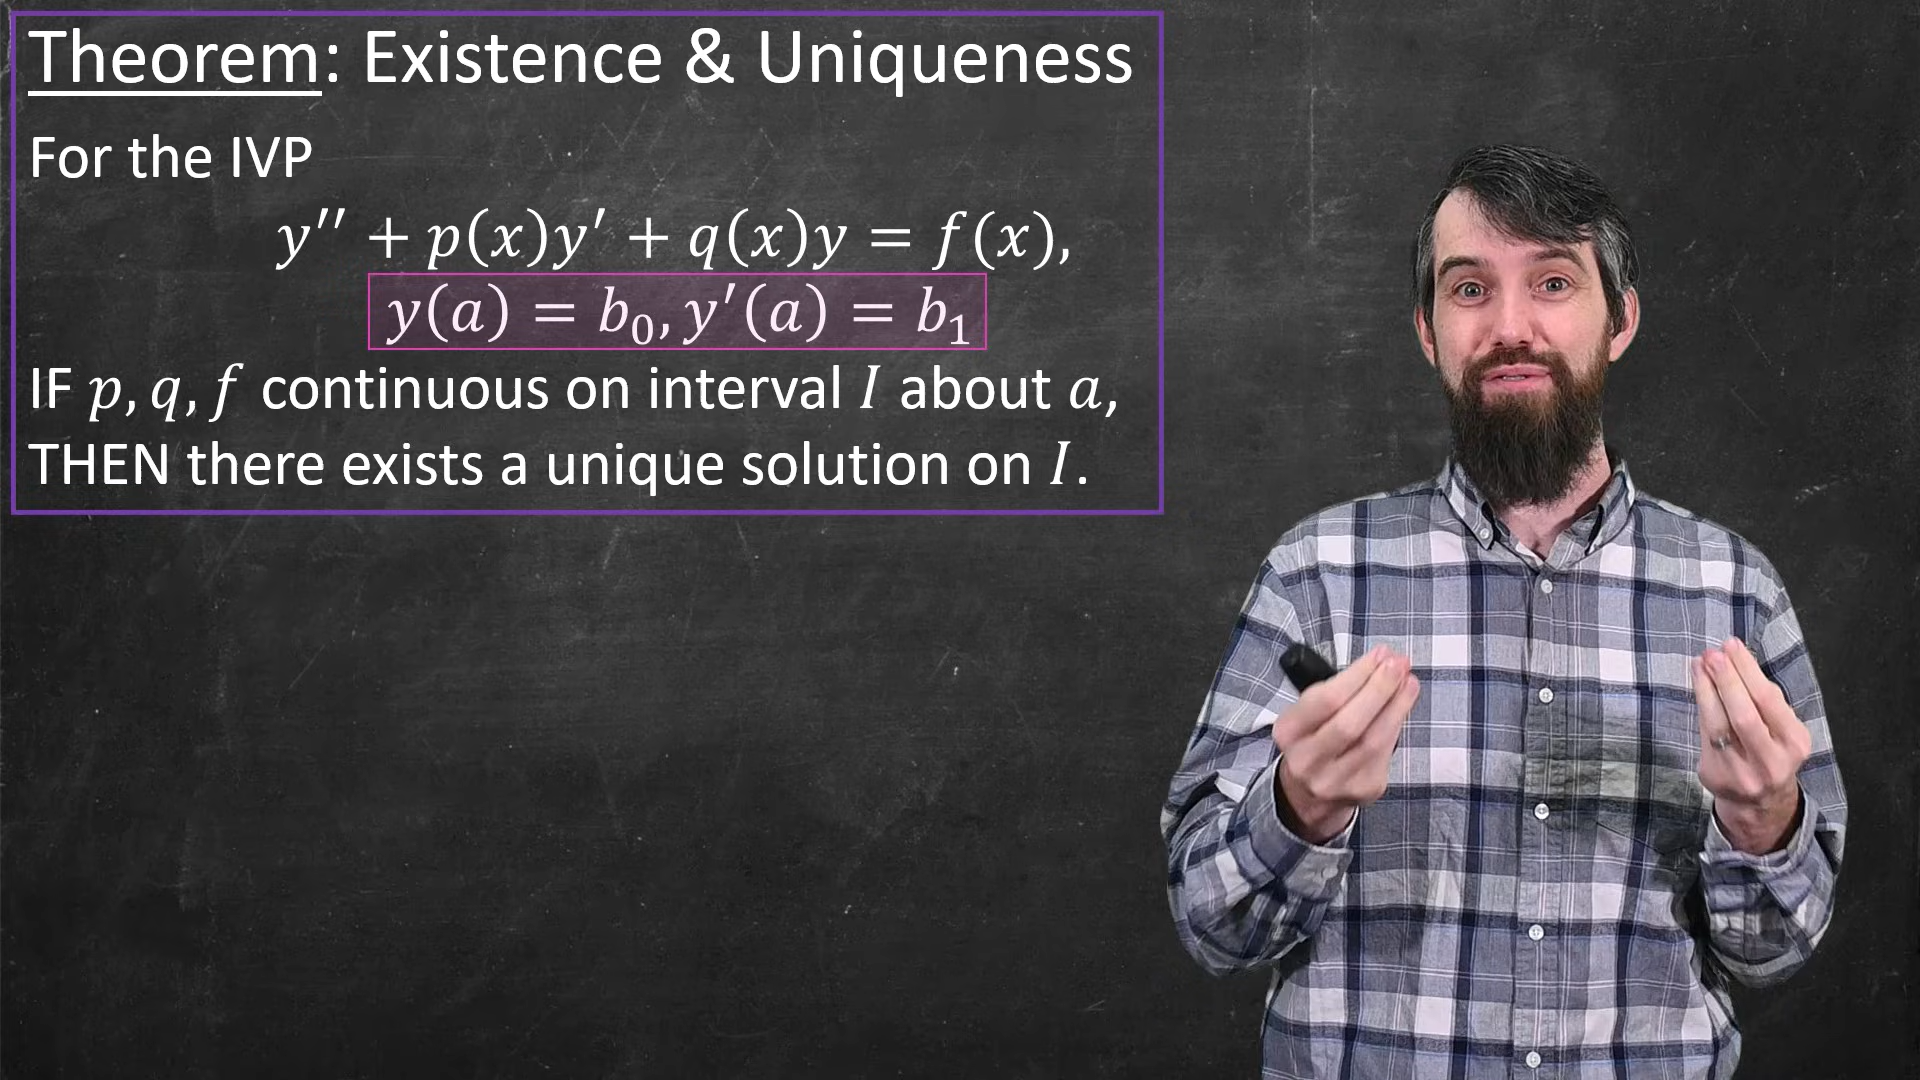 Theorem: Existence & Uniqueness
For the IVP
y′′ + p(x)y′ + q(x)y = f(x),
y(a) = b₀, y′(a) = b₁
IF p, q, f continuous on interval I about a,
THEN there exists a unique solution on I.